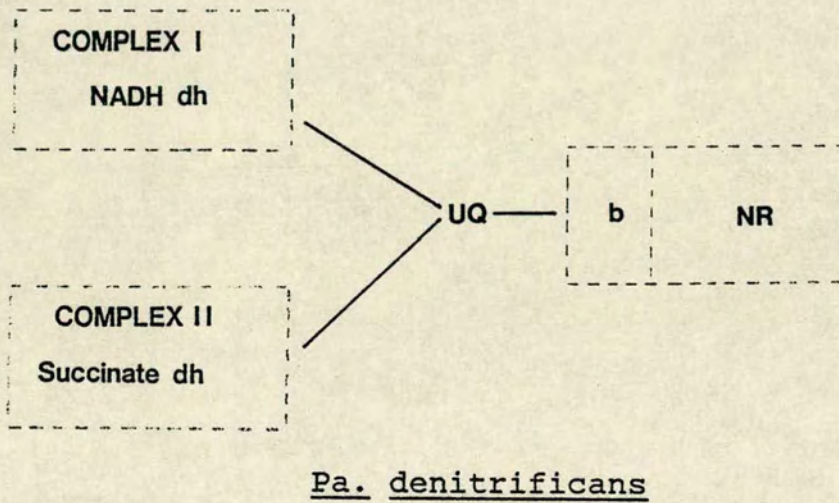 COMPLEX I
NADH dh
UQ
b
NR
COMPLEX II
Succinate dh
Pa. denitrificans